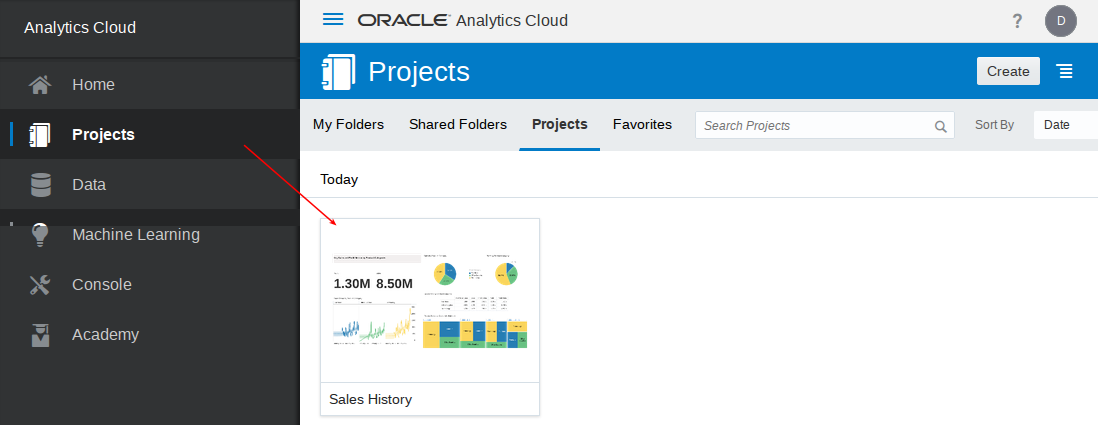 Analytics Cloud
Home
Projects
Data
Machine Learning
Console
Academy
ORACLE Analytics Cloud
?
D
Projects
Create
My Folders
Shared Folders
Projects
Favorites
Search Projects
Sort By
Date
Today
1.30M 8.50M
Sales History